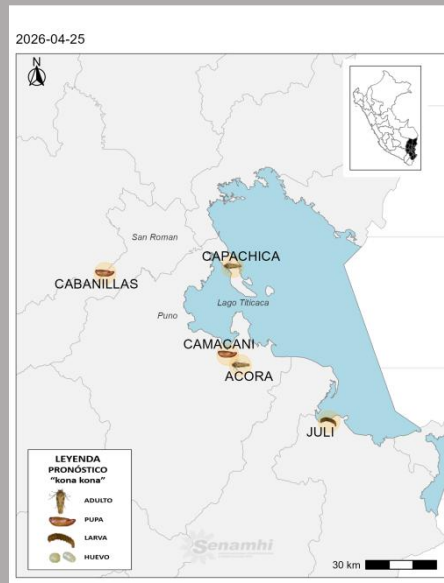 2026-04-25
N
San Roman
CAPACHICA
CABANILLAS
Lago Titicaca
Puno
CAMACANI
ACORA
JULI
LEYENDA
PRONÓSTICO
"kona kona"
ADULTO
PUPA
LARVA
HUEVO
Senamhi
30 km